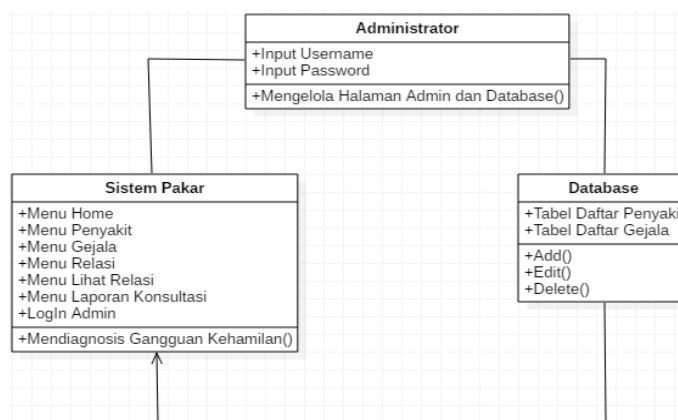 Administrator
+Input Username
+Input Password
+Mengelola Halaman Admin dan Database()
Sistem Pakar
+Menu Home
+Menu Penyakit
+Menu Gejala
+Menu Relasi
+Menu Lihat Relasi
+Menu Laporan Konsultasi
+LogIn Admin
+Mendiagnosis Gangguan Kehamilan()
Database
+Tabel Daftar Penyaki
+Tabel Daftar Gejala
+Add()
+Edit()
+Delete()